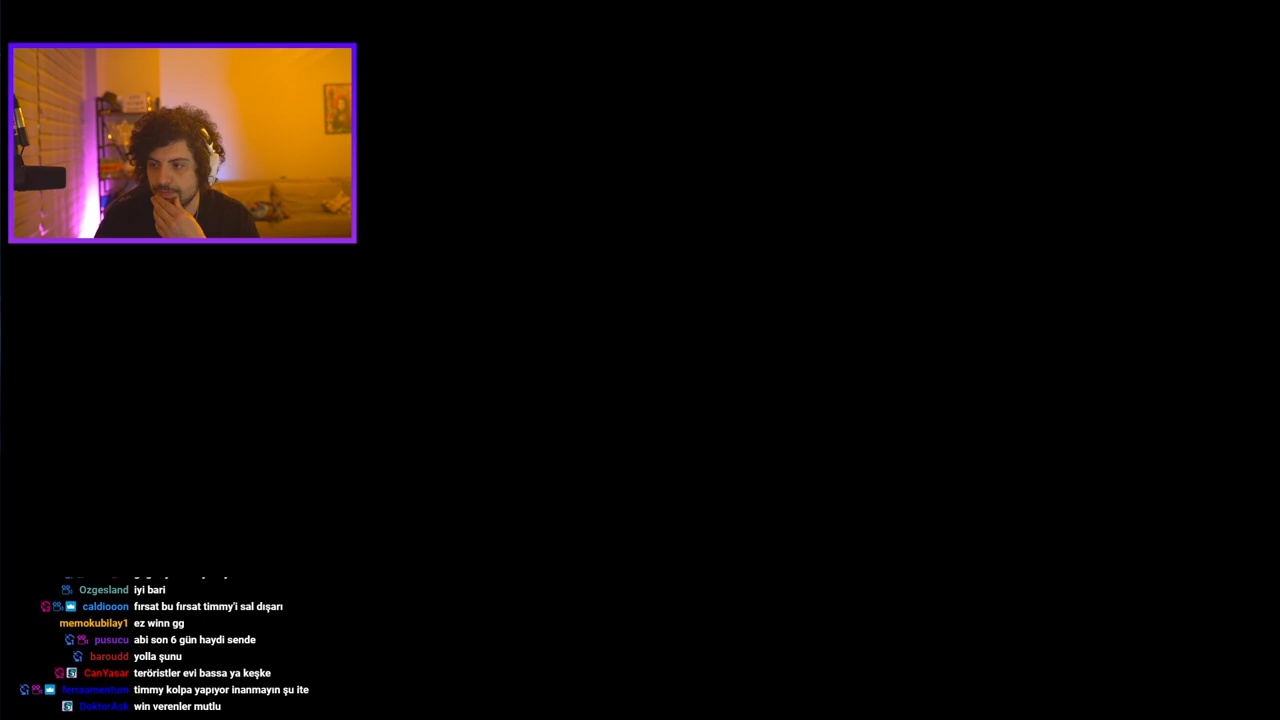 Ozgesland iyi bari
caldiooon fırsat bu fırsat timmy'i sal dışarı
memokubilay1 ez winn gg
pusucu abi son 6 gün haydi sende
baroudd yolla şunu
CanYasar teröristler evi bassa ya keşke
ferraamentum timmy kolpa yapıyor inanmayın şu ite
DoktorAsk win verenler mutlu